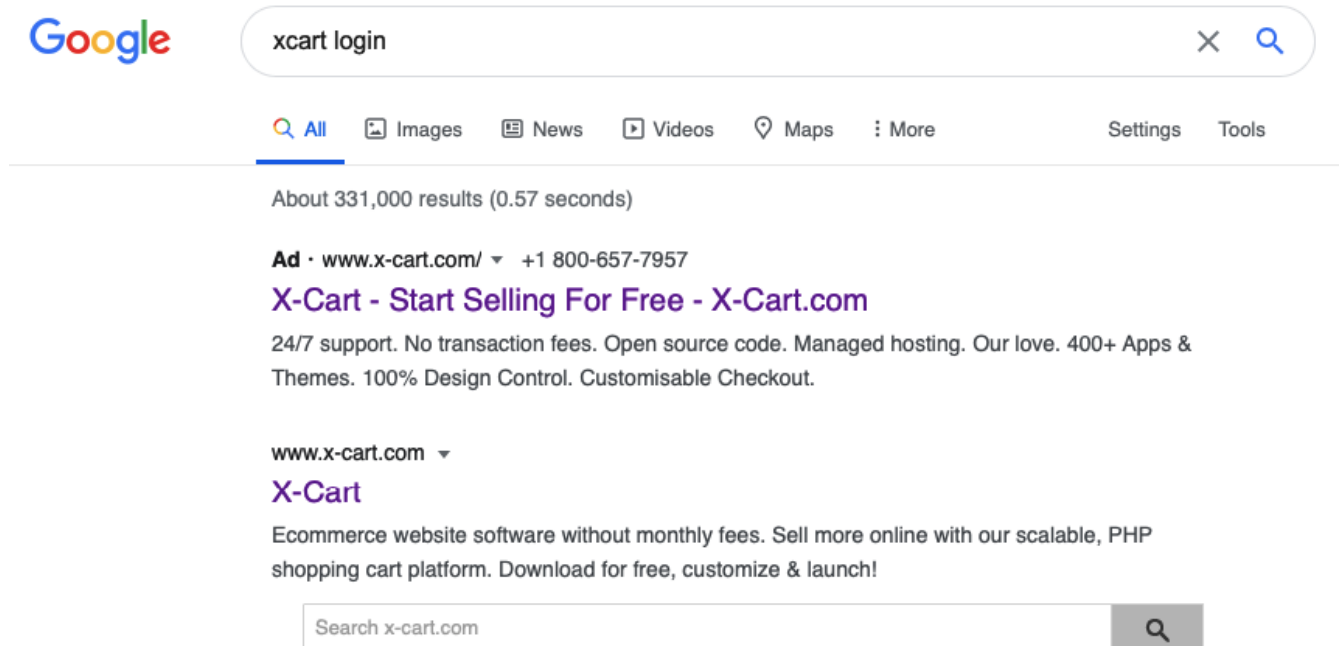 Google
xcart login
All Images News Videos Maps More Settings Tools
About 331,000 results (0.57 seconds)
Ad · www.x-cart.com/ +1 800-657-7957
X-Cart - Start Selling For Free - X-Cart.com
24/7 support. No transaction fees. Open source code. Managed hosting. Our love. 400+ Apps &
Themes. 100% Design Control. Customisable Checkout.
www.x-cart.com
X-Cart
Ecommerce website software without monthly fees. Sell more online with our scalable, PHP
shopping cart platform. Download for free, customize & launch!
Search x-cart.com